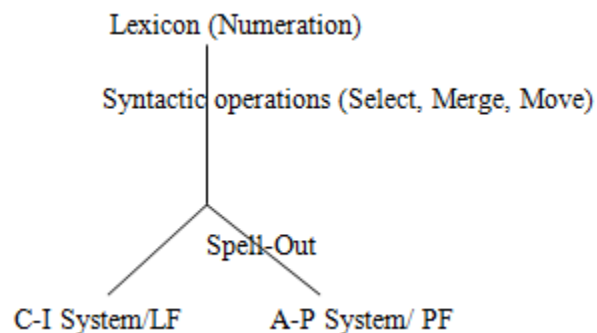 Lexicon (Numeration)
Syntactic operations (Select, Merge, Move)
Spell-Out
C-I System/LF
A-P System/ PF